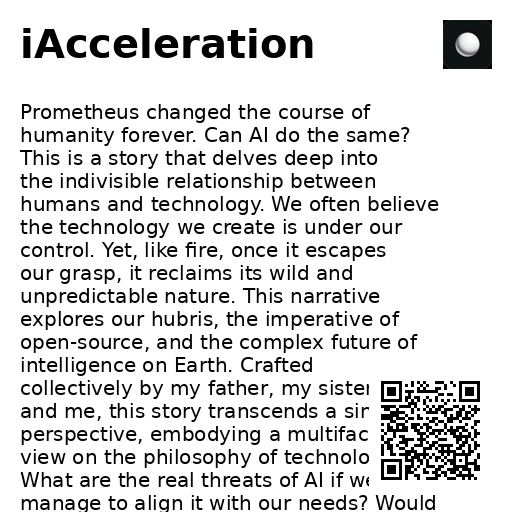 iAcceleration
Prometheus changed the course of
humanity forever. Can AI do the same?
This is a story that delves deep into
the indivisible relationship between
humans and technology. We often believe
the technology we create is under our
control. Yet, like fire, once it escapes
our grasp, it reclaims its wild and
unpredictable nature. This narrative
explores our hubris, the imperative of
open-source, and the complex future of
intelligence on Earth. Crafted
collectively by my father, my sister
and me, this story transcends a
perspective, embodying a
view on the philosophy of
What are the real threats of AI if
manage to align it with our needs? Would